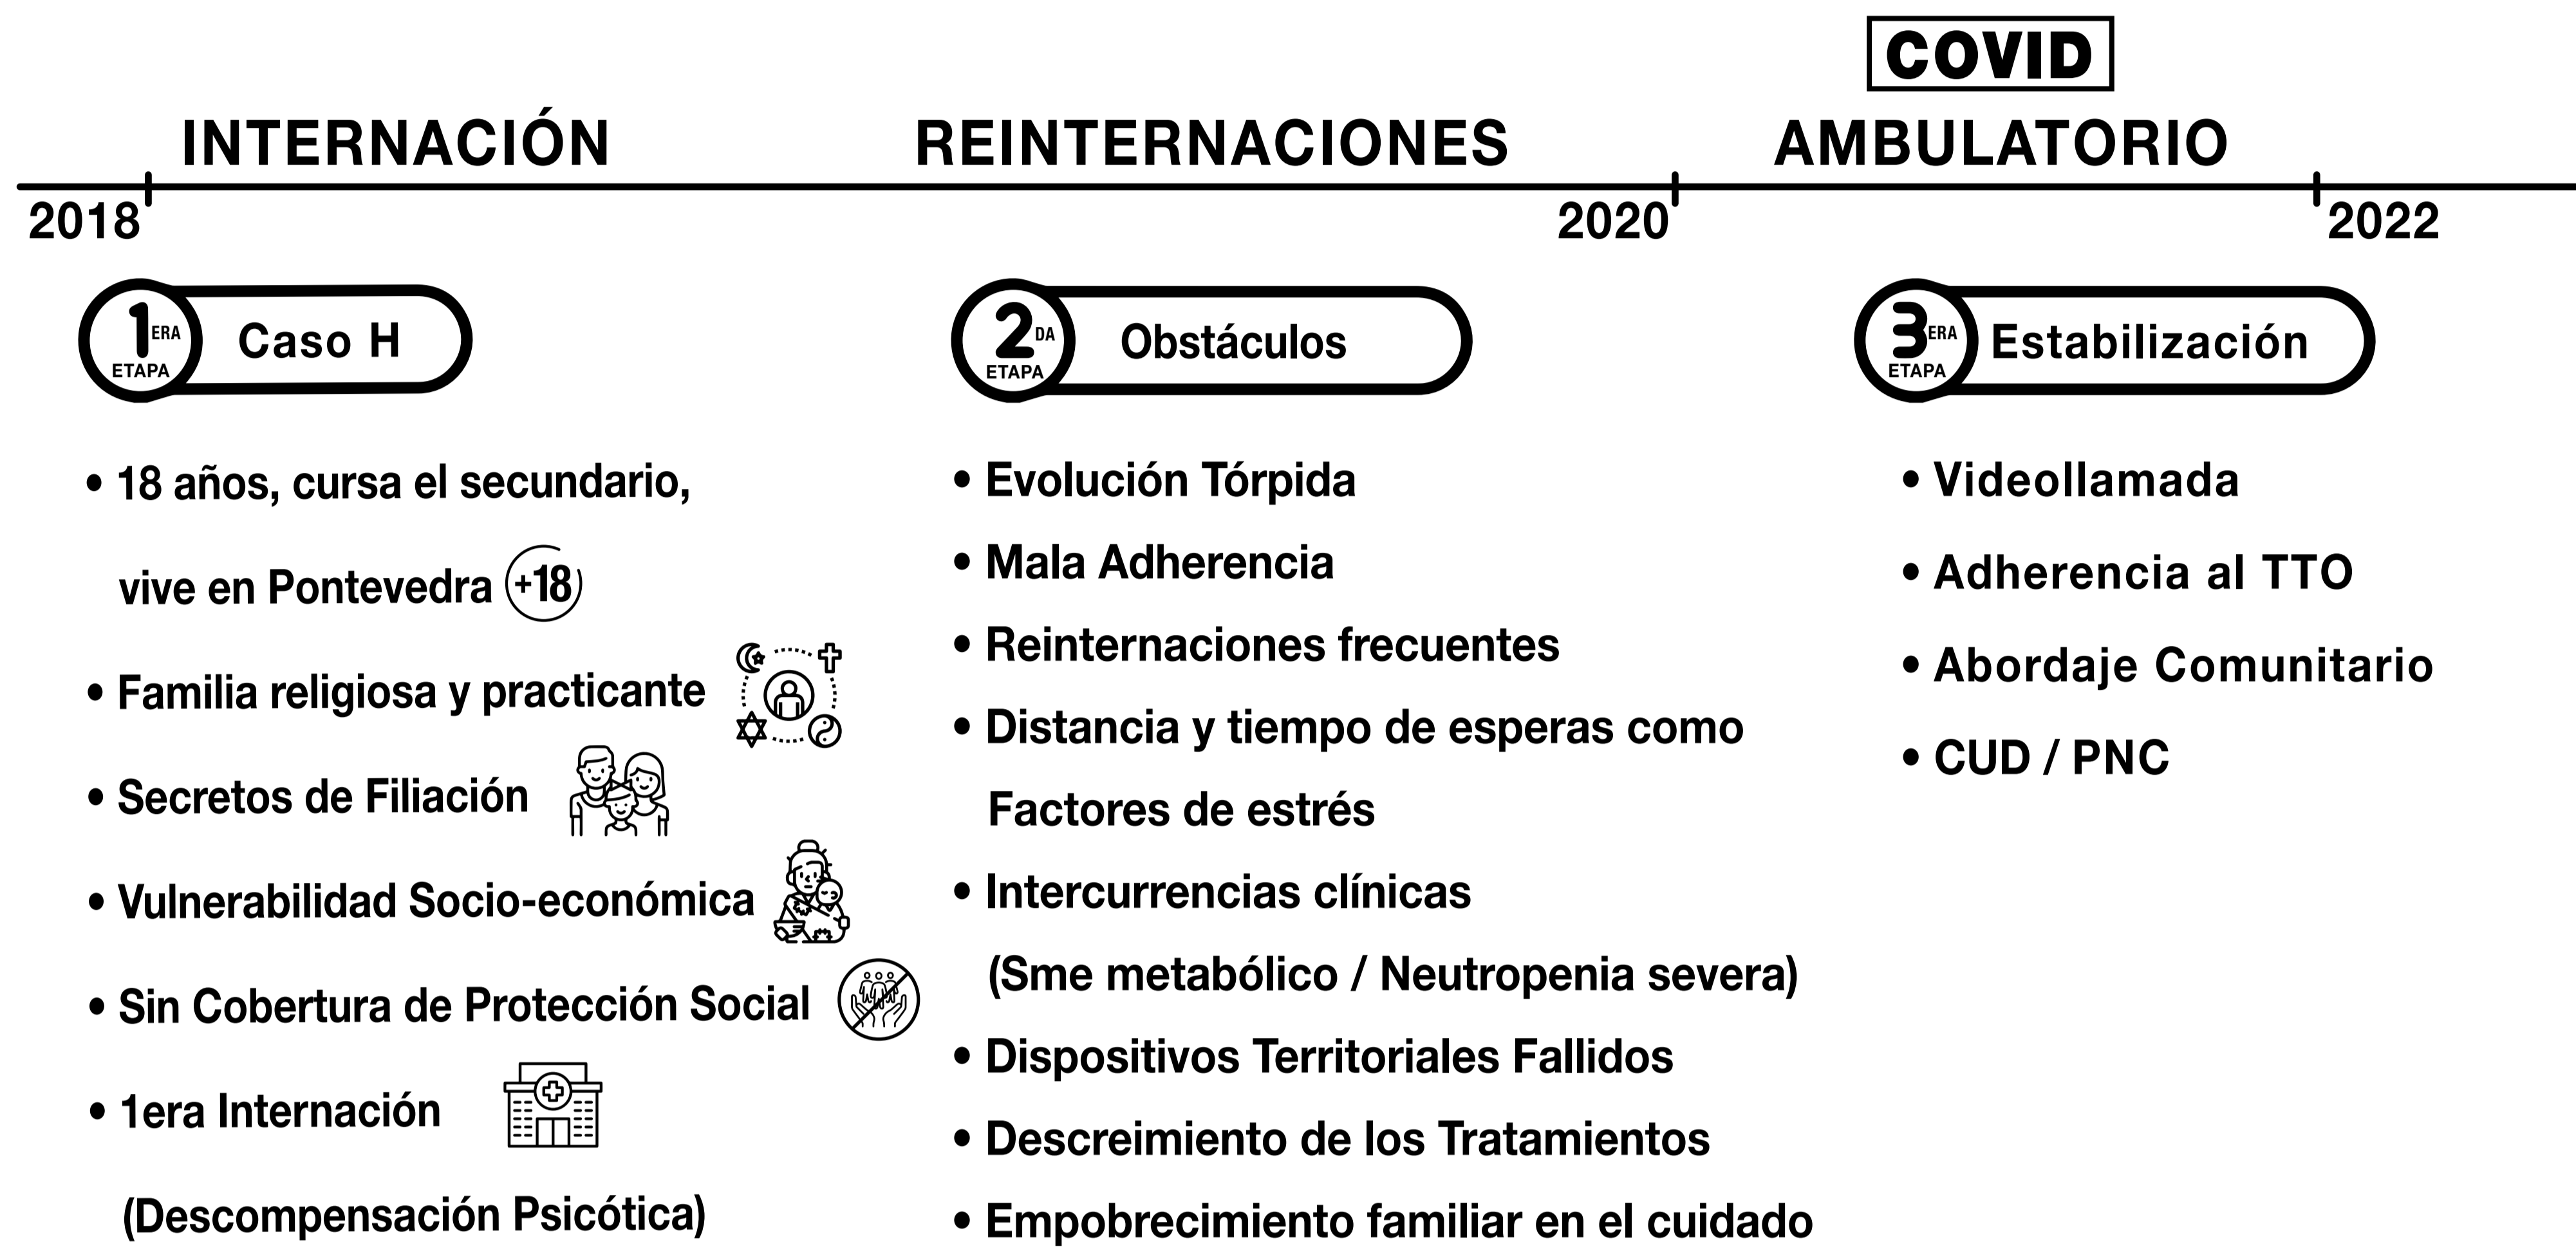 COVID
INTERNACIÓN
REINTERNACIONES
AMBULATORIO
2018
2020
2022
1ERA
ETAPA
Caso H
• 18 años, cursa el secundario,
vive en Pontevedra +18
• Familia religiosa y practicante
• Secretos de Filiación
• Vulnerabilidad Socio-económica
• Sin Cobertura de Protección Social
• 1era Internación
(Descompensación Psicótica)
2DA
ETAPA
Obstáculos
• Evolución Tórpida
• Mala Adherencia
• Reinternaciones frecuentes
• Distancia y tiempo de esperas como
Factores de estrés
• Intercurrencias clínicas
(Sme metabólico / Neutropenia severa)
• Dispositivos Territoriales Fallidos
• Descreimiento de los Tratamientos
• Empobrecimiento familiar en el cuidado
3ERA
ETAPA
Estabilización
• Videollamada
• Adherencia al TTO
• Abordaje Comunitario
• CUD / PNC